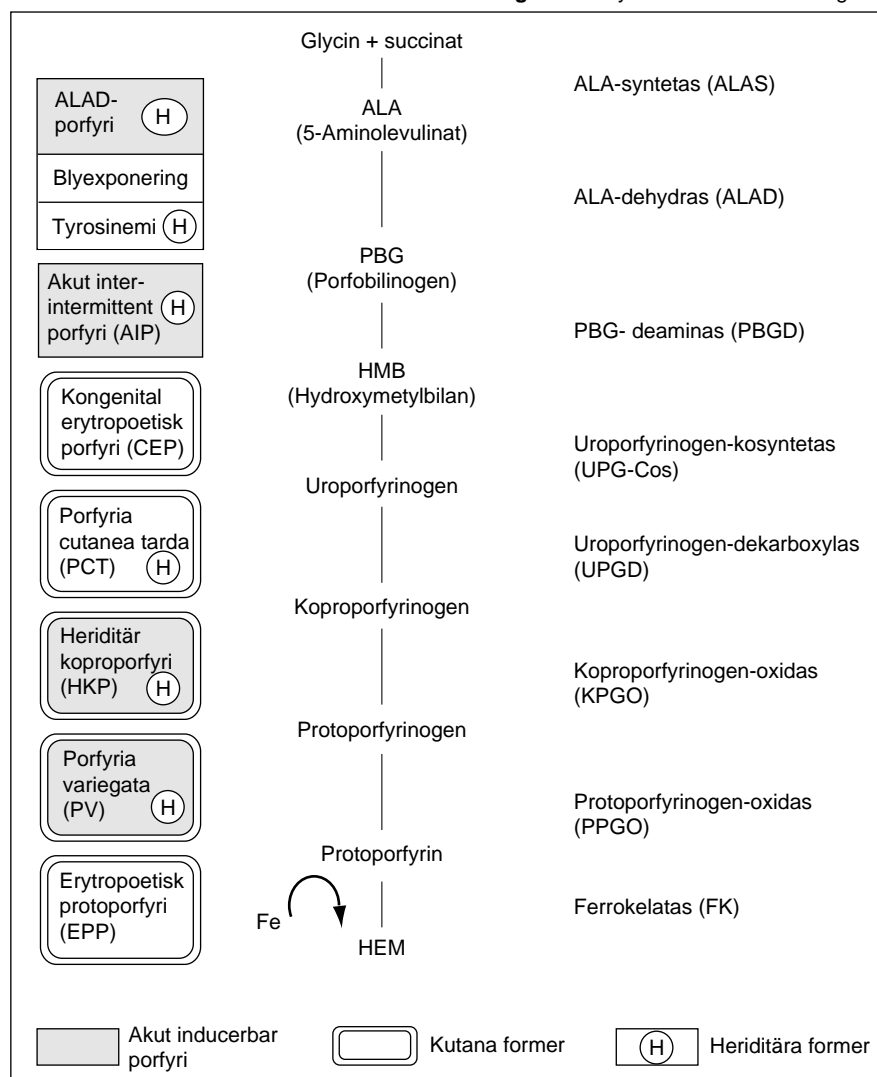 Glycin + succinat
ALA-syntetas (ALAS)
ALAD-
porfyri
H
ALA
(5-Aminolevulinat)
Blyexponering
ALA-dehydras (ALAD)
Tyrosinemi H
PBG
(Porfobilinogen)
Akut inter-
intermittent
porfyri (AIP)
H
PBG- deaminas (PBGD)
HMB
(Hydroxymetylbilan)
Kongenital
erytropoetisk
porfyri (CEP)
Uroporfyrinogen-kosyntetas
(UPG-Cos)
Uroporfyrinogen
Porfyria
cutanea tarda
(PCT) H
Uroporfyrinogen-dekarboxylas
(UPGD)
Koproporfyrinogen
Heriditär
koproporfyri
(HKP) H
Koproporfyrinogen-oxidas
(KPGO)
Protoporfyrinogen
Porfyria
variegata
(PV) H
Protoporfyrinogen-oxidas
(PPGO)
Protoporfyrin
Erytropoetisk
protoporfyri
(EPP)
Fe
Ferrokelatas (FK)
HEM
Akut inducerbar
porfyri
Kutana former
H Heriditära former